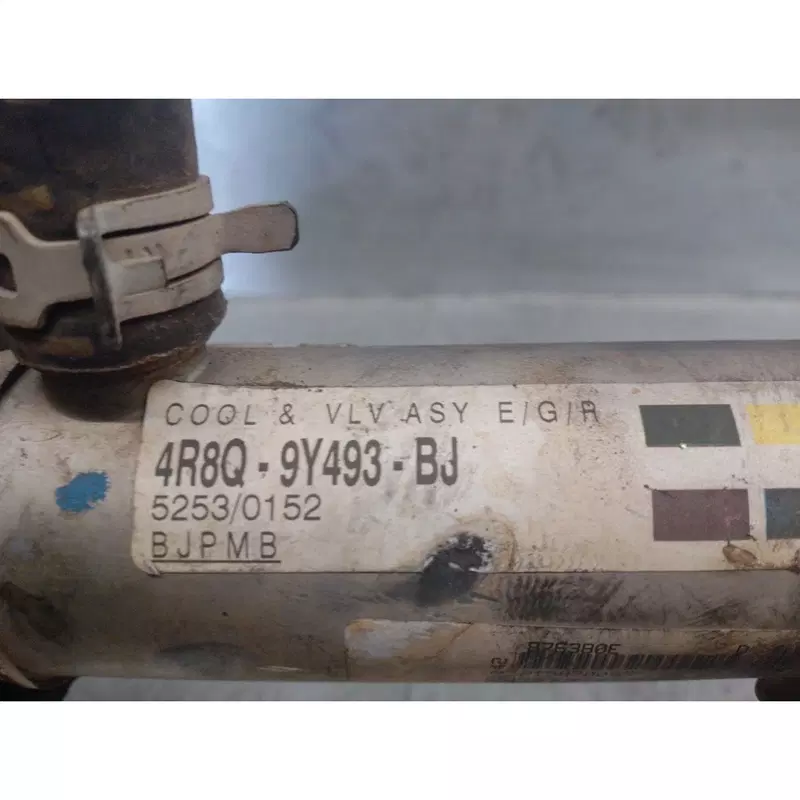 COOL & VLV ASY E/G/R
4R8Q - 9Y493 - BJ
5253/0152
BJPMB